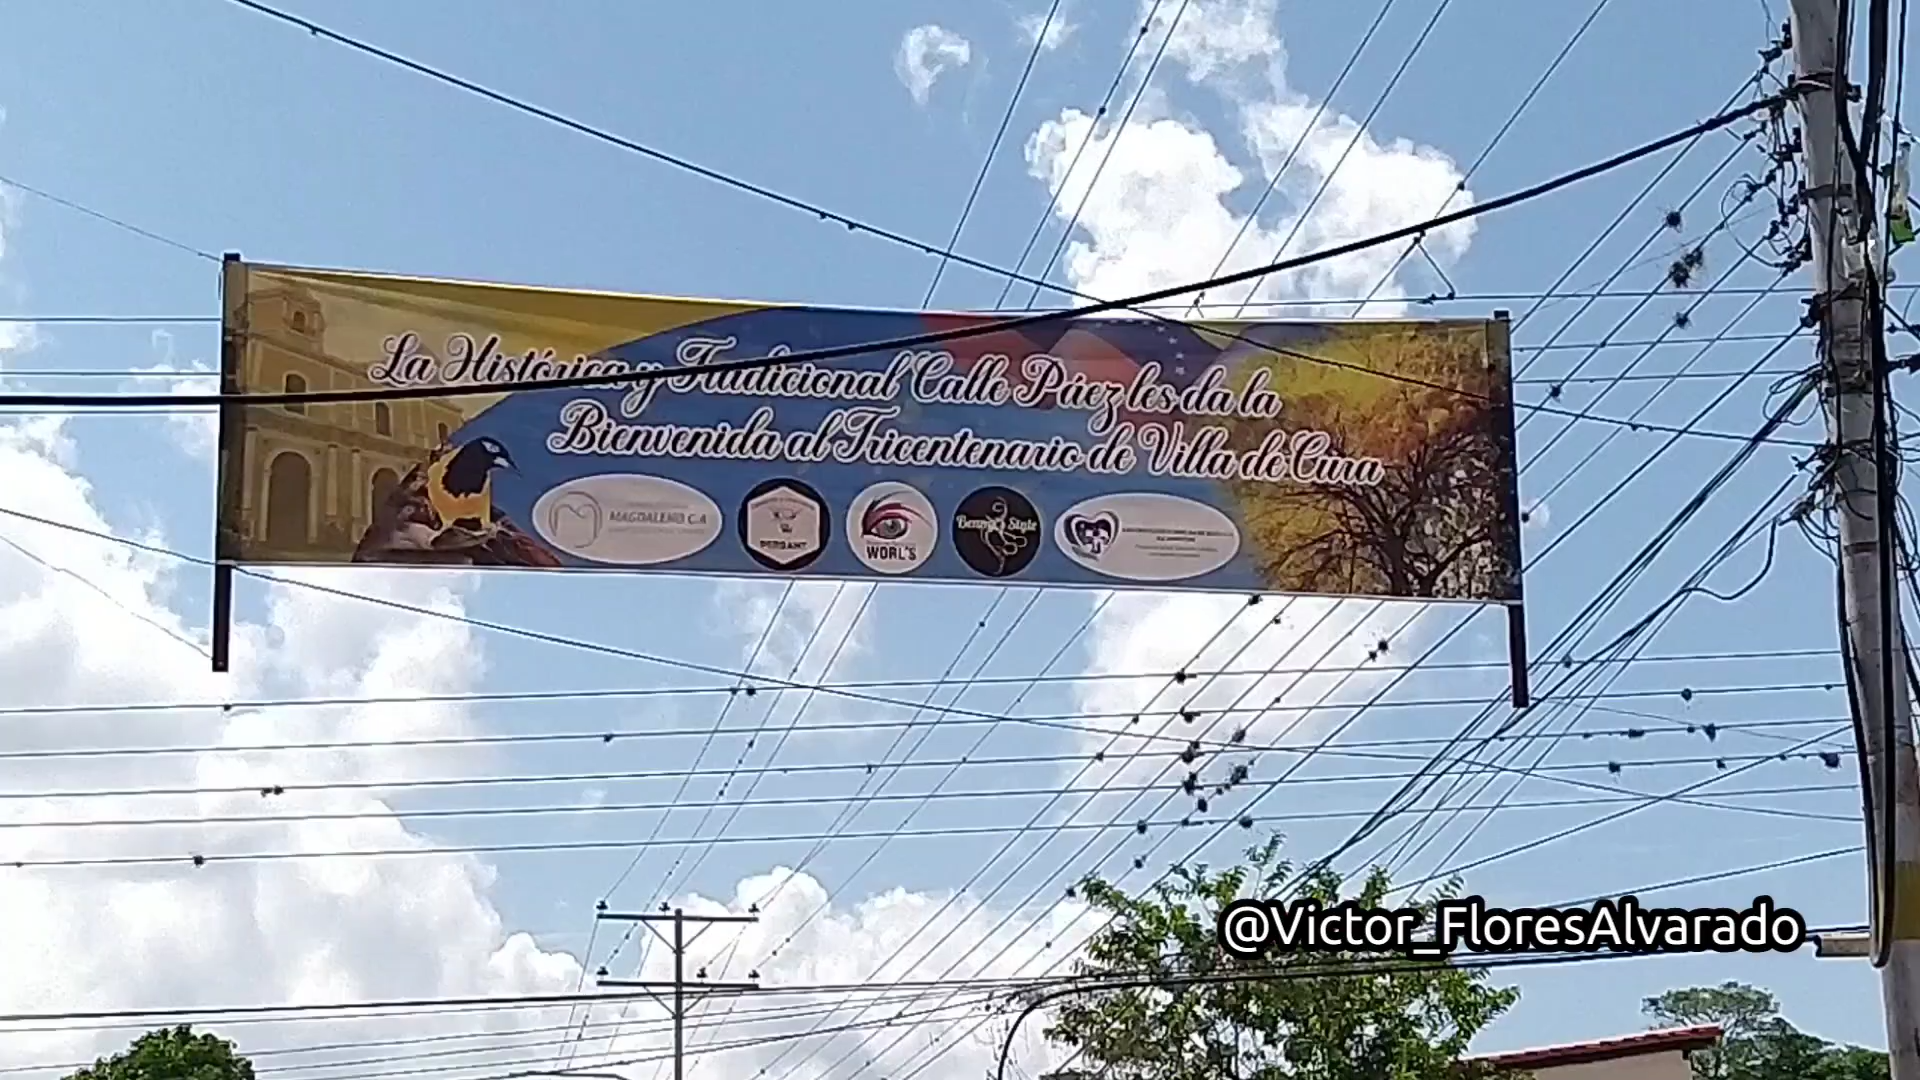 La Histórica y Tradicional Calle Páez les da la
Bienvenida al Tricentenario de Villa de Cura
MAGDALENO C.A
WORL'S
Style
@Victor_FloresAlvarado